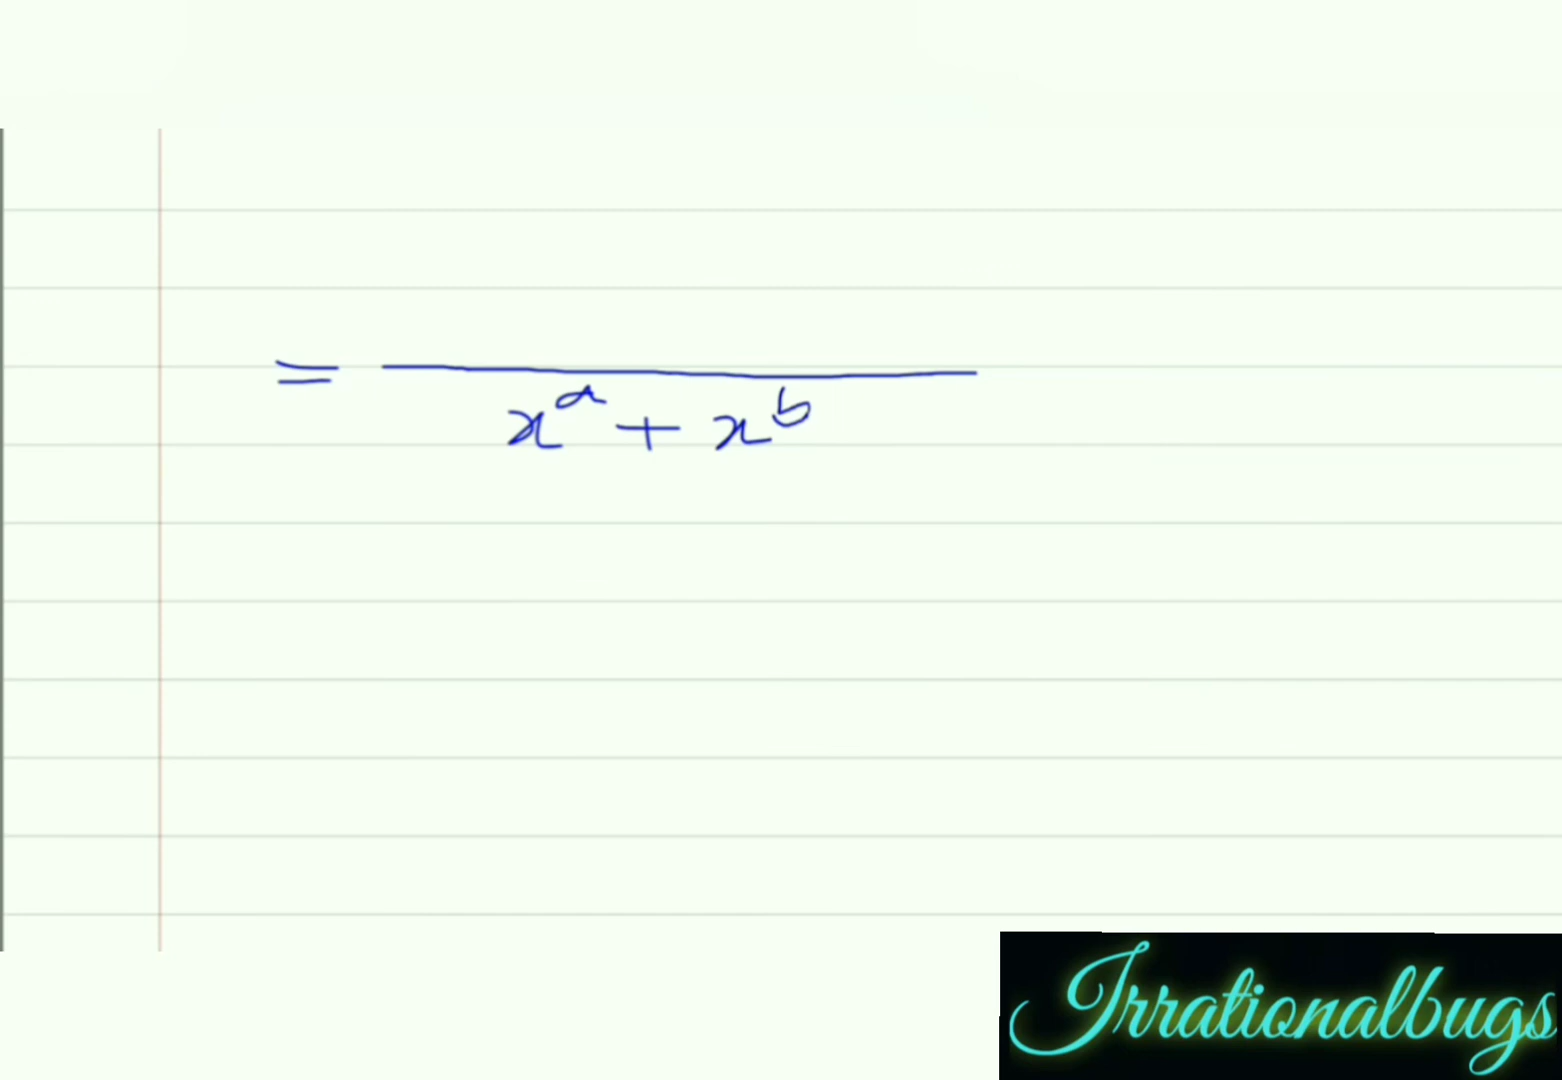 = ―――――
x^a + x^b
Irrationalbugs